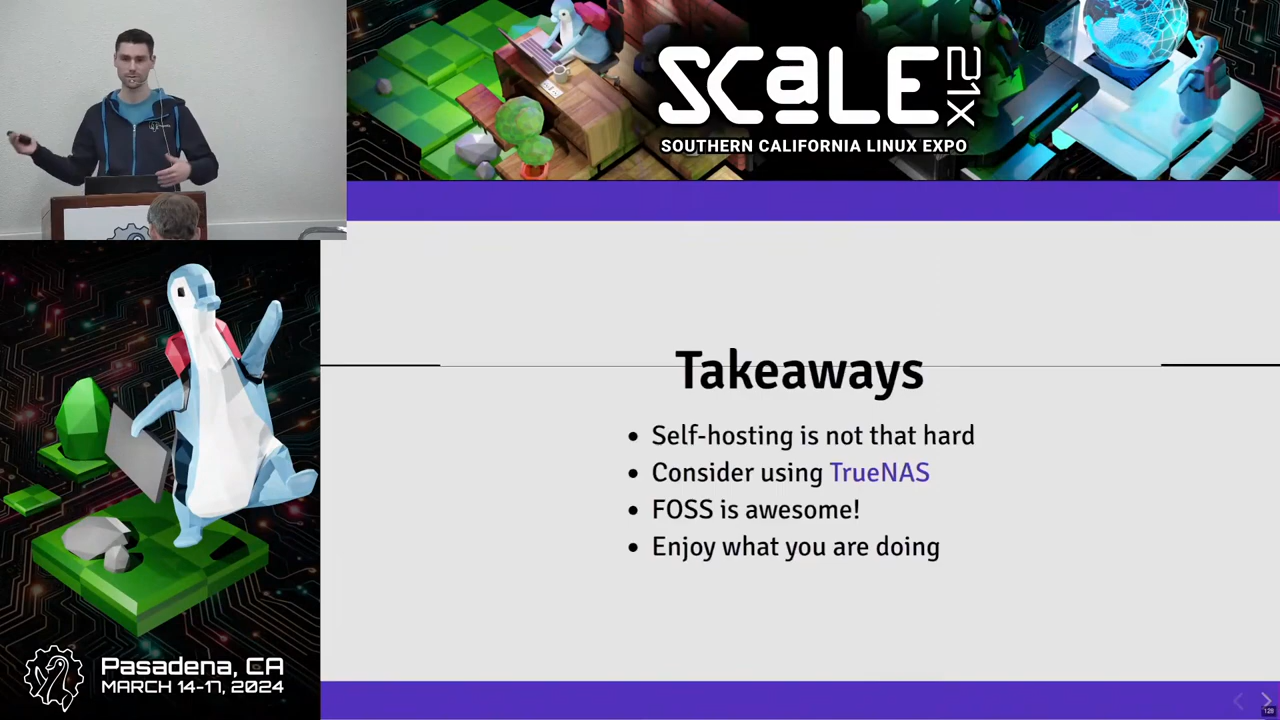 SCALE 21X
SOUTHERN CALIFORNIA LINUX EXPO
Takeaways
• Self-hosting is not that hard
• Consider using TrueNAS
• FOSS is awesome!
• Enjoy what you are doing
Pasadena, CA
MARCH 14-17, 2024